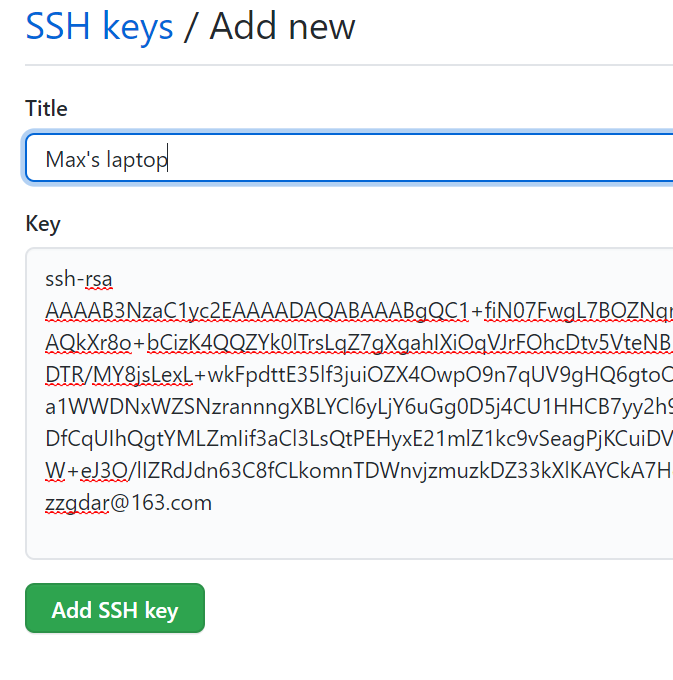 SSH keys / Add new
Title
Max's laptop
Key
ssh-rsa
AAAAB3NzaC1yc2EAAAADAQABAAABgQC1+fiN07FwgL7BOZNqr
AQkXr8o+bCizK4QQZYk0lTrsLqZ7gXgahIXiOqVJrFOhcDtv5VteNB
DTR/MY8jsLexL+wkFpdttE35lf3juiOZX4OwpO9n7qUV9gHQ6gtoC
a1WWDNxWZSNzrannngXBLYCl6yLjY6uGg0D5j4CU1HHCB7yy2h9
DfCqUIhQgtYMLZmIif3aCl3LsQtPEHyxE21mlZ1kc9vSeagPjKCuiDV
W+eJ3O/lIZRdJdn63C8fCLkomnTDWnvjzmuzkDZ33kXlKAYCkA7H
zzgdar@163.com
Add SSH key